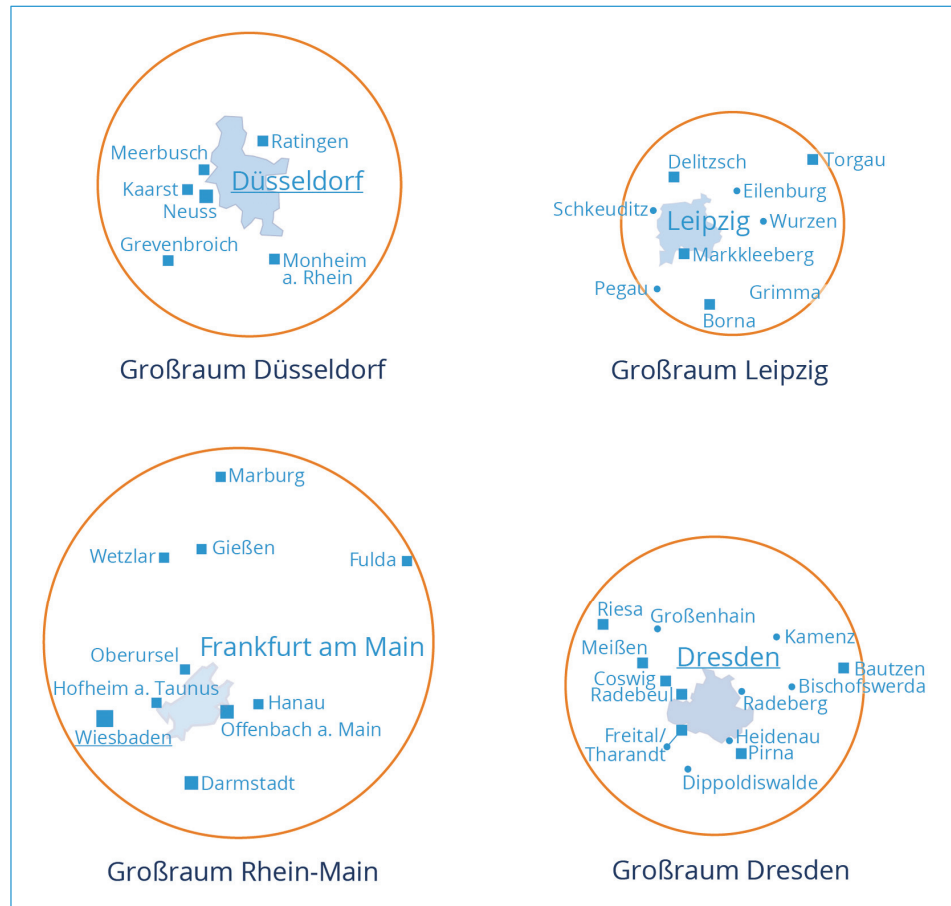 Ratingen
Meerbusch
Düsseldorf
Kaarst
Neuss
Grevenbroich
Monheim
a. Rhein
Großraum Düsseldorf
Torgau
Delitzsch
Eilenburg
Schkeuditz
Leipzig
Wurzen
Markkleeberg
Pegau
Grimma
Borna
Großraum Leipzig
Marburg
Gießen
Wetzlar
Fulda
Frankfurt am Main
Oberursel
Hofheim a. Taunus
Hanau
Offenbach a. Main
Wiesbaden
Darmstadt
Großraum Rhein-Main
Riesa
Großenhain
Kamenz
Meißen
Dresden
Bautzen
Coswig
Bischofswerda
Radebeul
Radeberg
Freital/
Tharandt
Heidenau
Pirna
Dippoldiswalde
Großraum Dresden